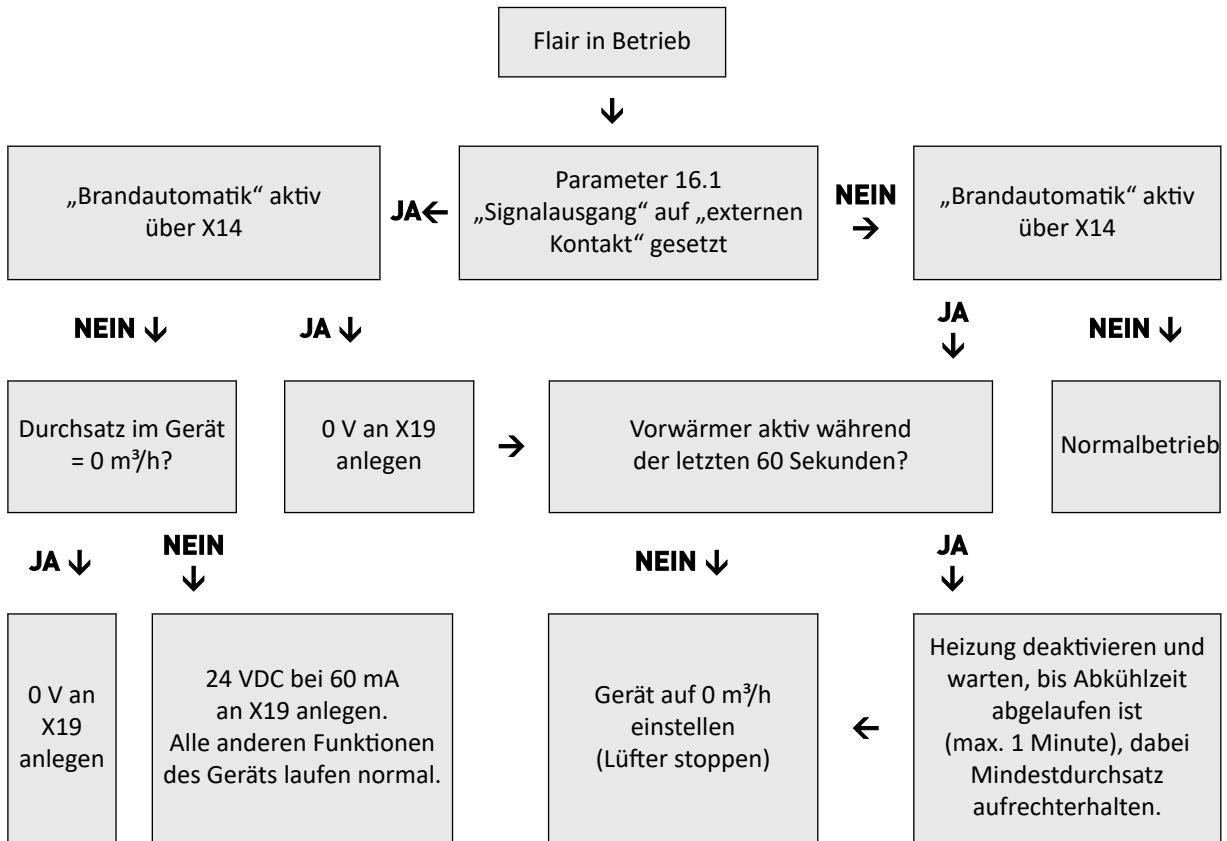 Flair in Betrieb
„Brandautomatik“ aktiv
über X14
JA
Parameter 16.1
„Signalausgang“ auf „externen
Kontakt“ gesetzt
NEIN
„Brandautomatik“ aktiv
über X14
NEIN
JA
JA
NEIN
Durchsatz im Gerät
= 0 m³/h?
0 V an X19
anlegen
Vorwärmer aktiv während
der letzten 60 Sekunden?
Normalbetrieb
JA
NEIN
NEIN
JA
0 V an
X19
anlegen
24 VDC bei 60 mA
an X19 anlegen.
Alle anderen Funktionen
des Geräts laufen normal.
Gerät auf 0 m³/h
einstellen
(Lüfter stoppen)
Heizung deaktivieren und
warten, bis Abkühlzeit
abgelaufen ist
(max. 1 Minute), dabei
Mindestdurchsatz
aufrechterhalten.